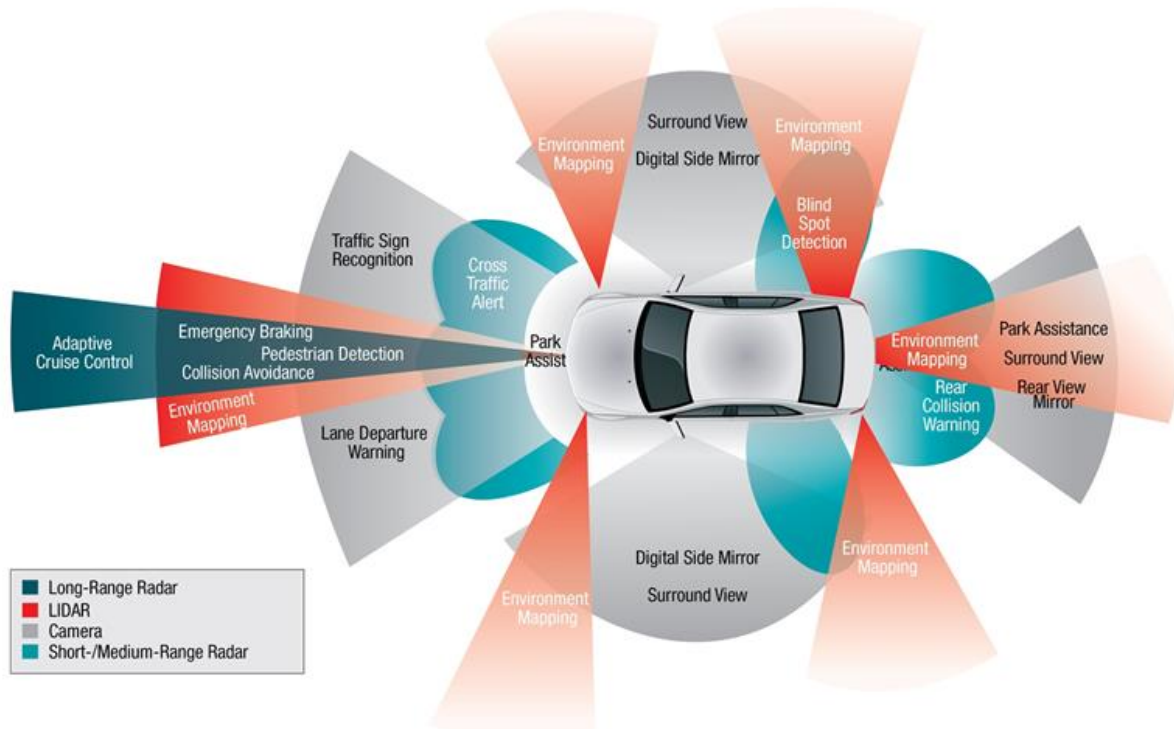 Surround View
Digital Side Mirror
Environment
Mapping
Environment
Mapping
Blind
Spot
Detection
Traffic Sign
Recognition
Cross
Traffic
Alert
Adaptive
Cruise Control
Emergency Braking
Pedestrian Detection
Collision Avoidance
Environment
Mapping
Lane Departure
Warning
Park
Assist
Environment
Mapping
Park Assistance
Surround View
Rear View
Mirror
Rear
Collision
Warning
Digital Side Mirror
Surround View
Environment
Mapping
Environment
Mapping
Long-Range Radar
LIDAR
Camera
Short-/Medium-Range Radar